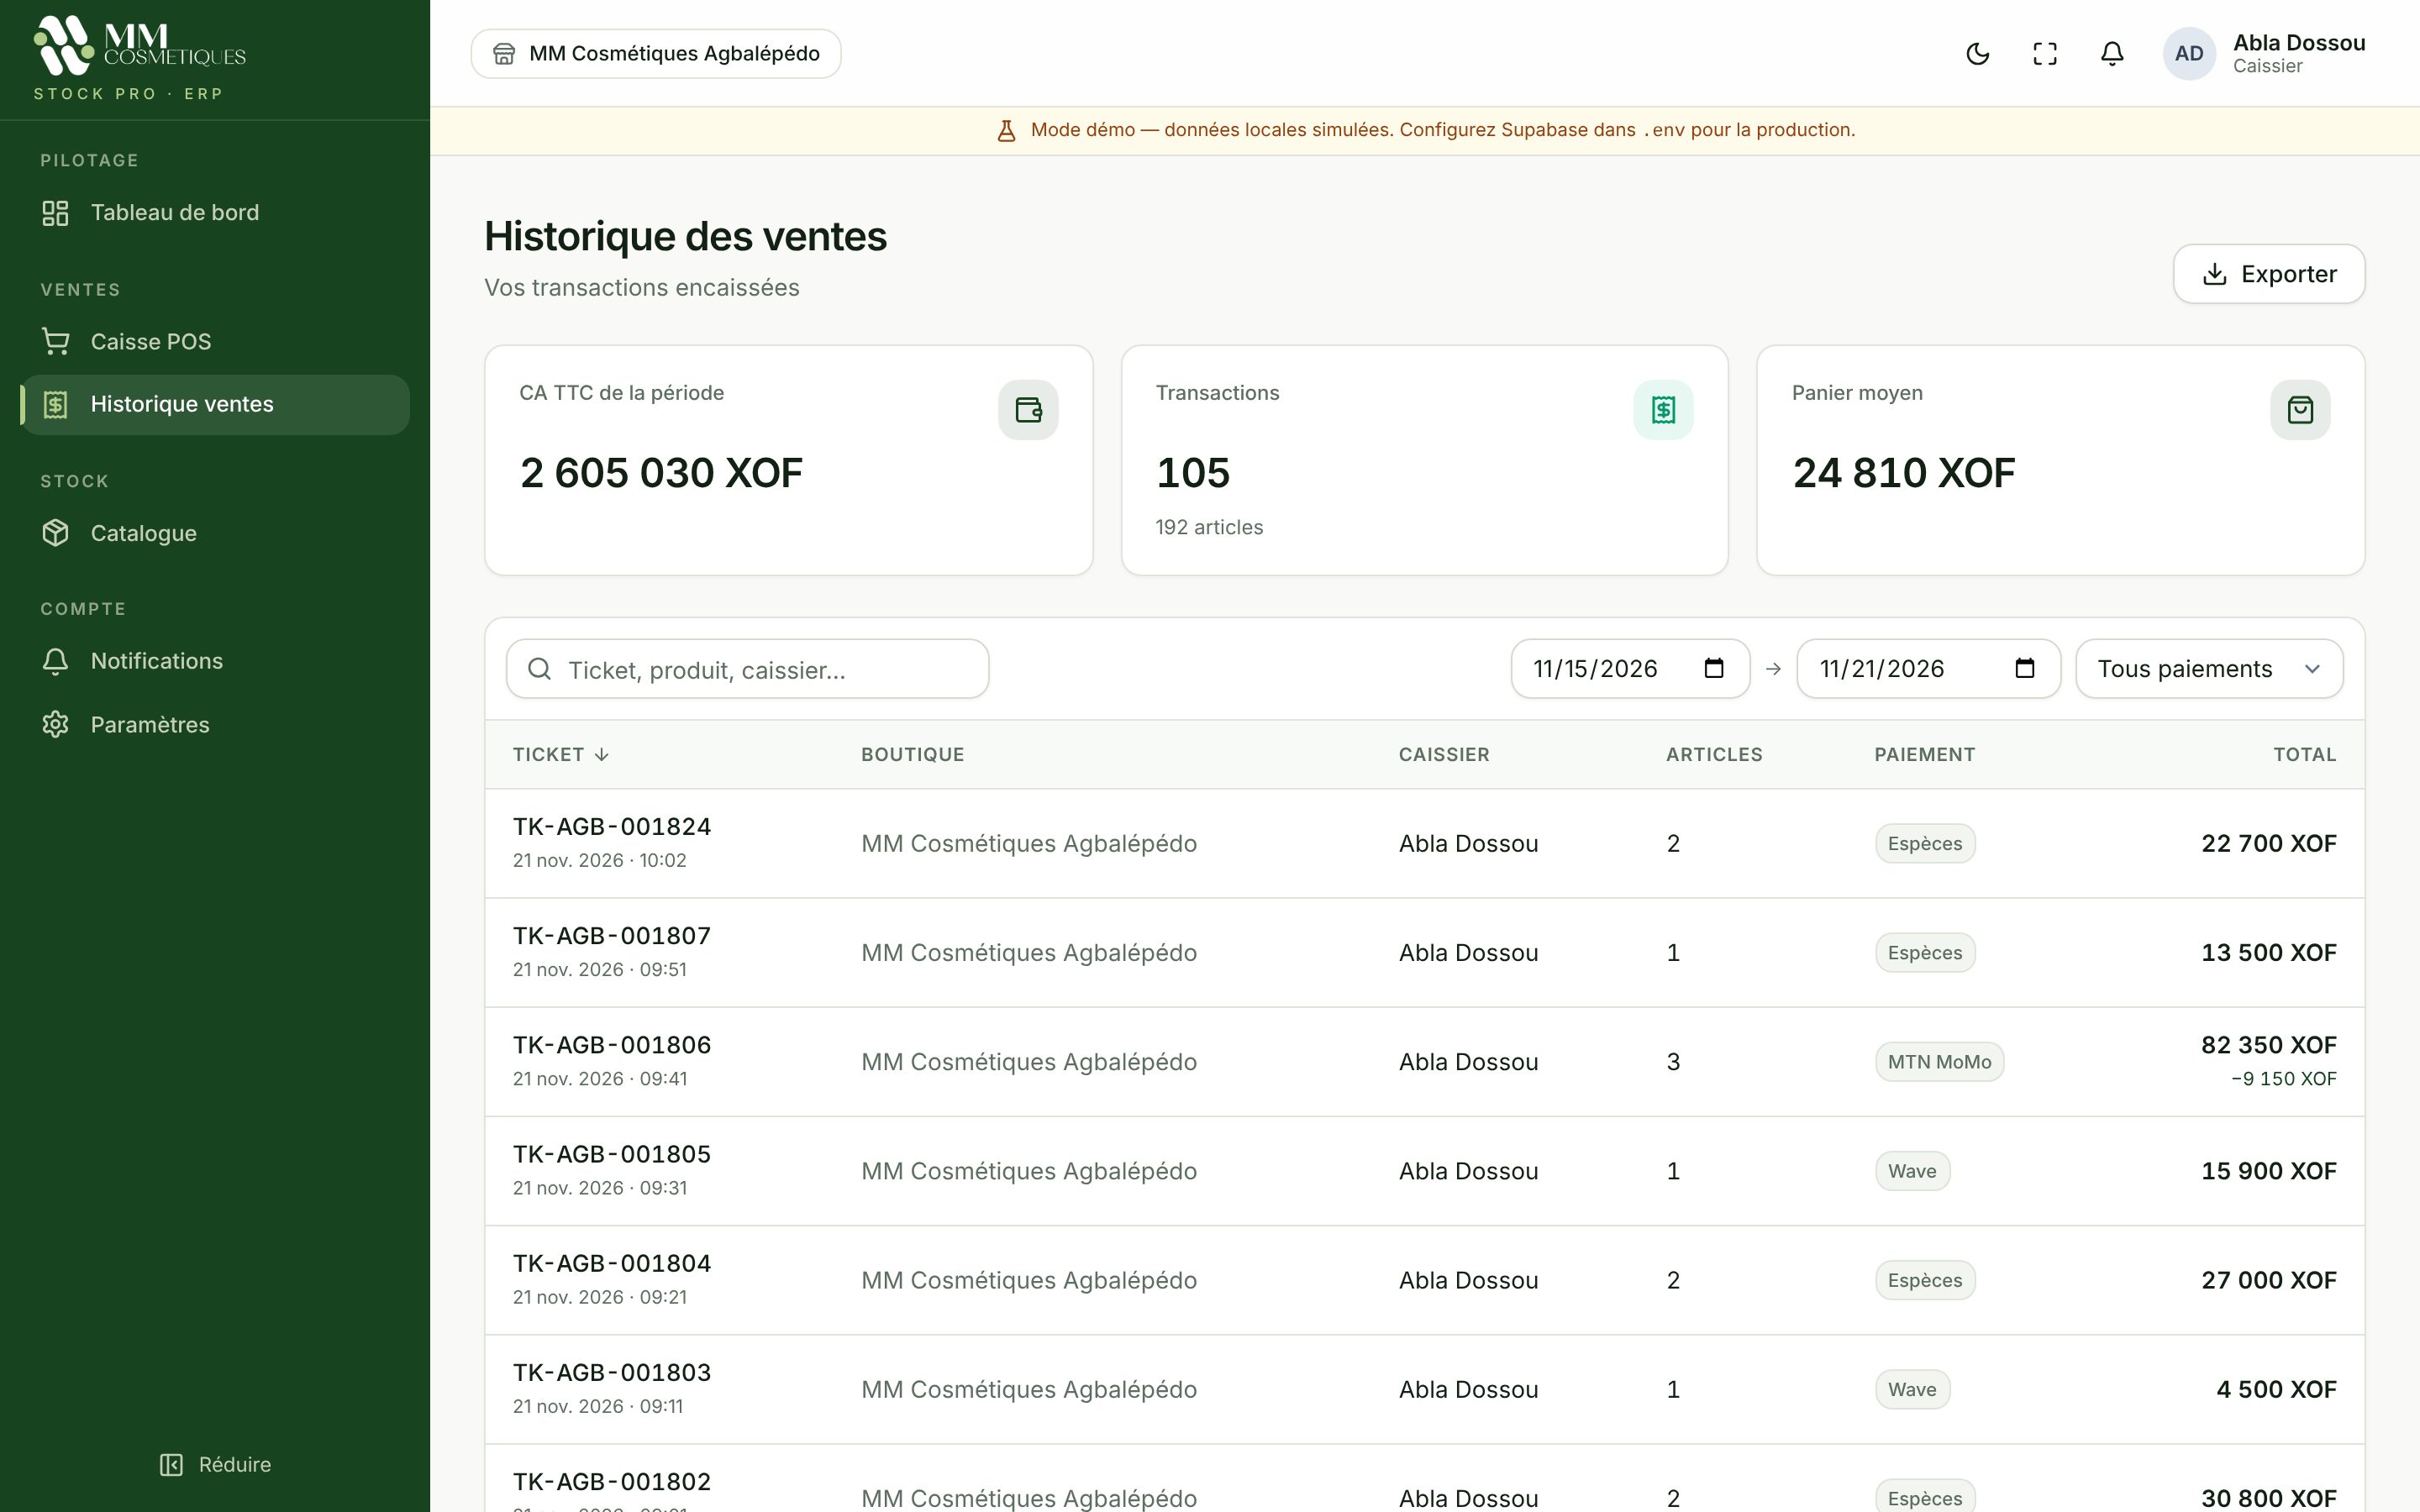 MM
COSMETIQUES
STOCK PRO · ERP
PILOTAGE
Tableau de bord
VENTES
Caisse POS
Historique ventes
STOCK
Catalogue
COMPTE
Notifications
Paramètres
Réduire
MM Cosmétiques Agbalépédo
AD
Abla Dossou
Caissier
Mode démo — données locales simulées. Configurez Supabase dans .env pour la production.
Historique des ventes
Vos transactions encaissées
Exporter
CA TTC de la période
2 605 030 XOF
Transactions
105
192 articles
Panier moyen
24 810 XOF
Ticket, produit, caissier...
11/15/2026 → 11/21/2026 Tous paiements
TICKET ↓ BOUTIQUE CAISSIER ARTICLES PAIEMENT TOTAL
TK-AGB-001824
21 nov. 2026 · 10:02
MM Cosmétiques Agbalépédo Abla Dossou 2 Espèces 22 700 XOF
TK-AGB-001807
21 nov. 2026 · 09:51
MM Cosmétiques Agbalépédo Abla Dossou 1 Espèces 13 500 XOF
TK-AGB-001806
21 nov. 2026 · 09:41
MM Cosmétiques Agbalépédo Abla Dossou 3 MTN MoMo 82 350 XOF
−9 150 XOF
TK-AGB-001805
21 nov. 2026 · 09:31
MM Cosmétiques Agbalépédo Abla Dossou 1 Wave 15 900 XOF
TK-AGB-001804
21 nov. 2026 · 09:21
MM Cosmétiques Agbalépédo Abla Dossou 2 Espèces 27 000 XOF
TK-AGB-001803
21 nov. 2026 · 09:11
MM Cosmétiques Agbalépédo Abla Dossou 1 Wave 4 500 XOF
TK-AGB-001802
MM Cosmétiques Agbalépédo Abla Dossou 2 Espèces 30 800 XOF